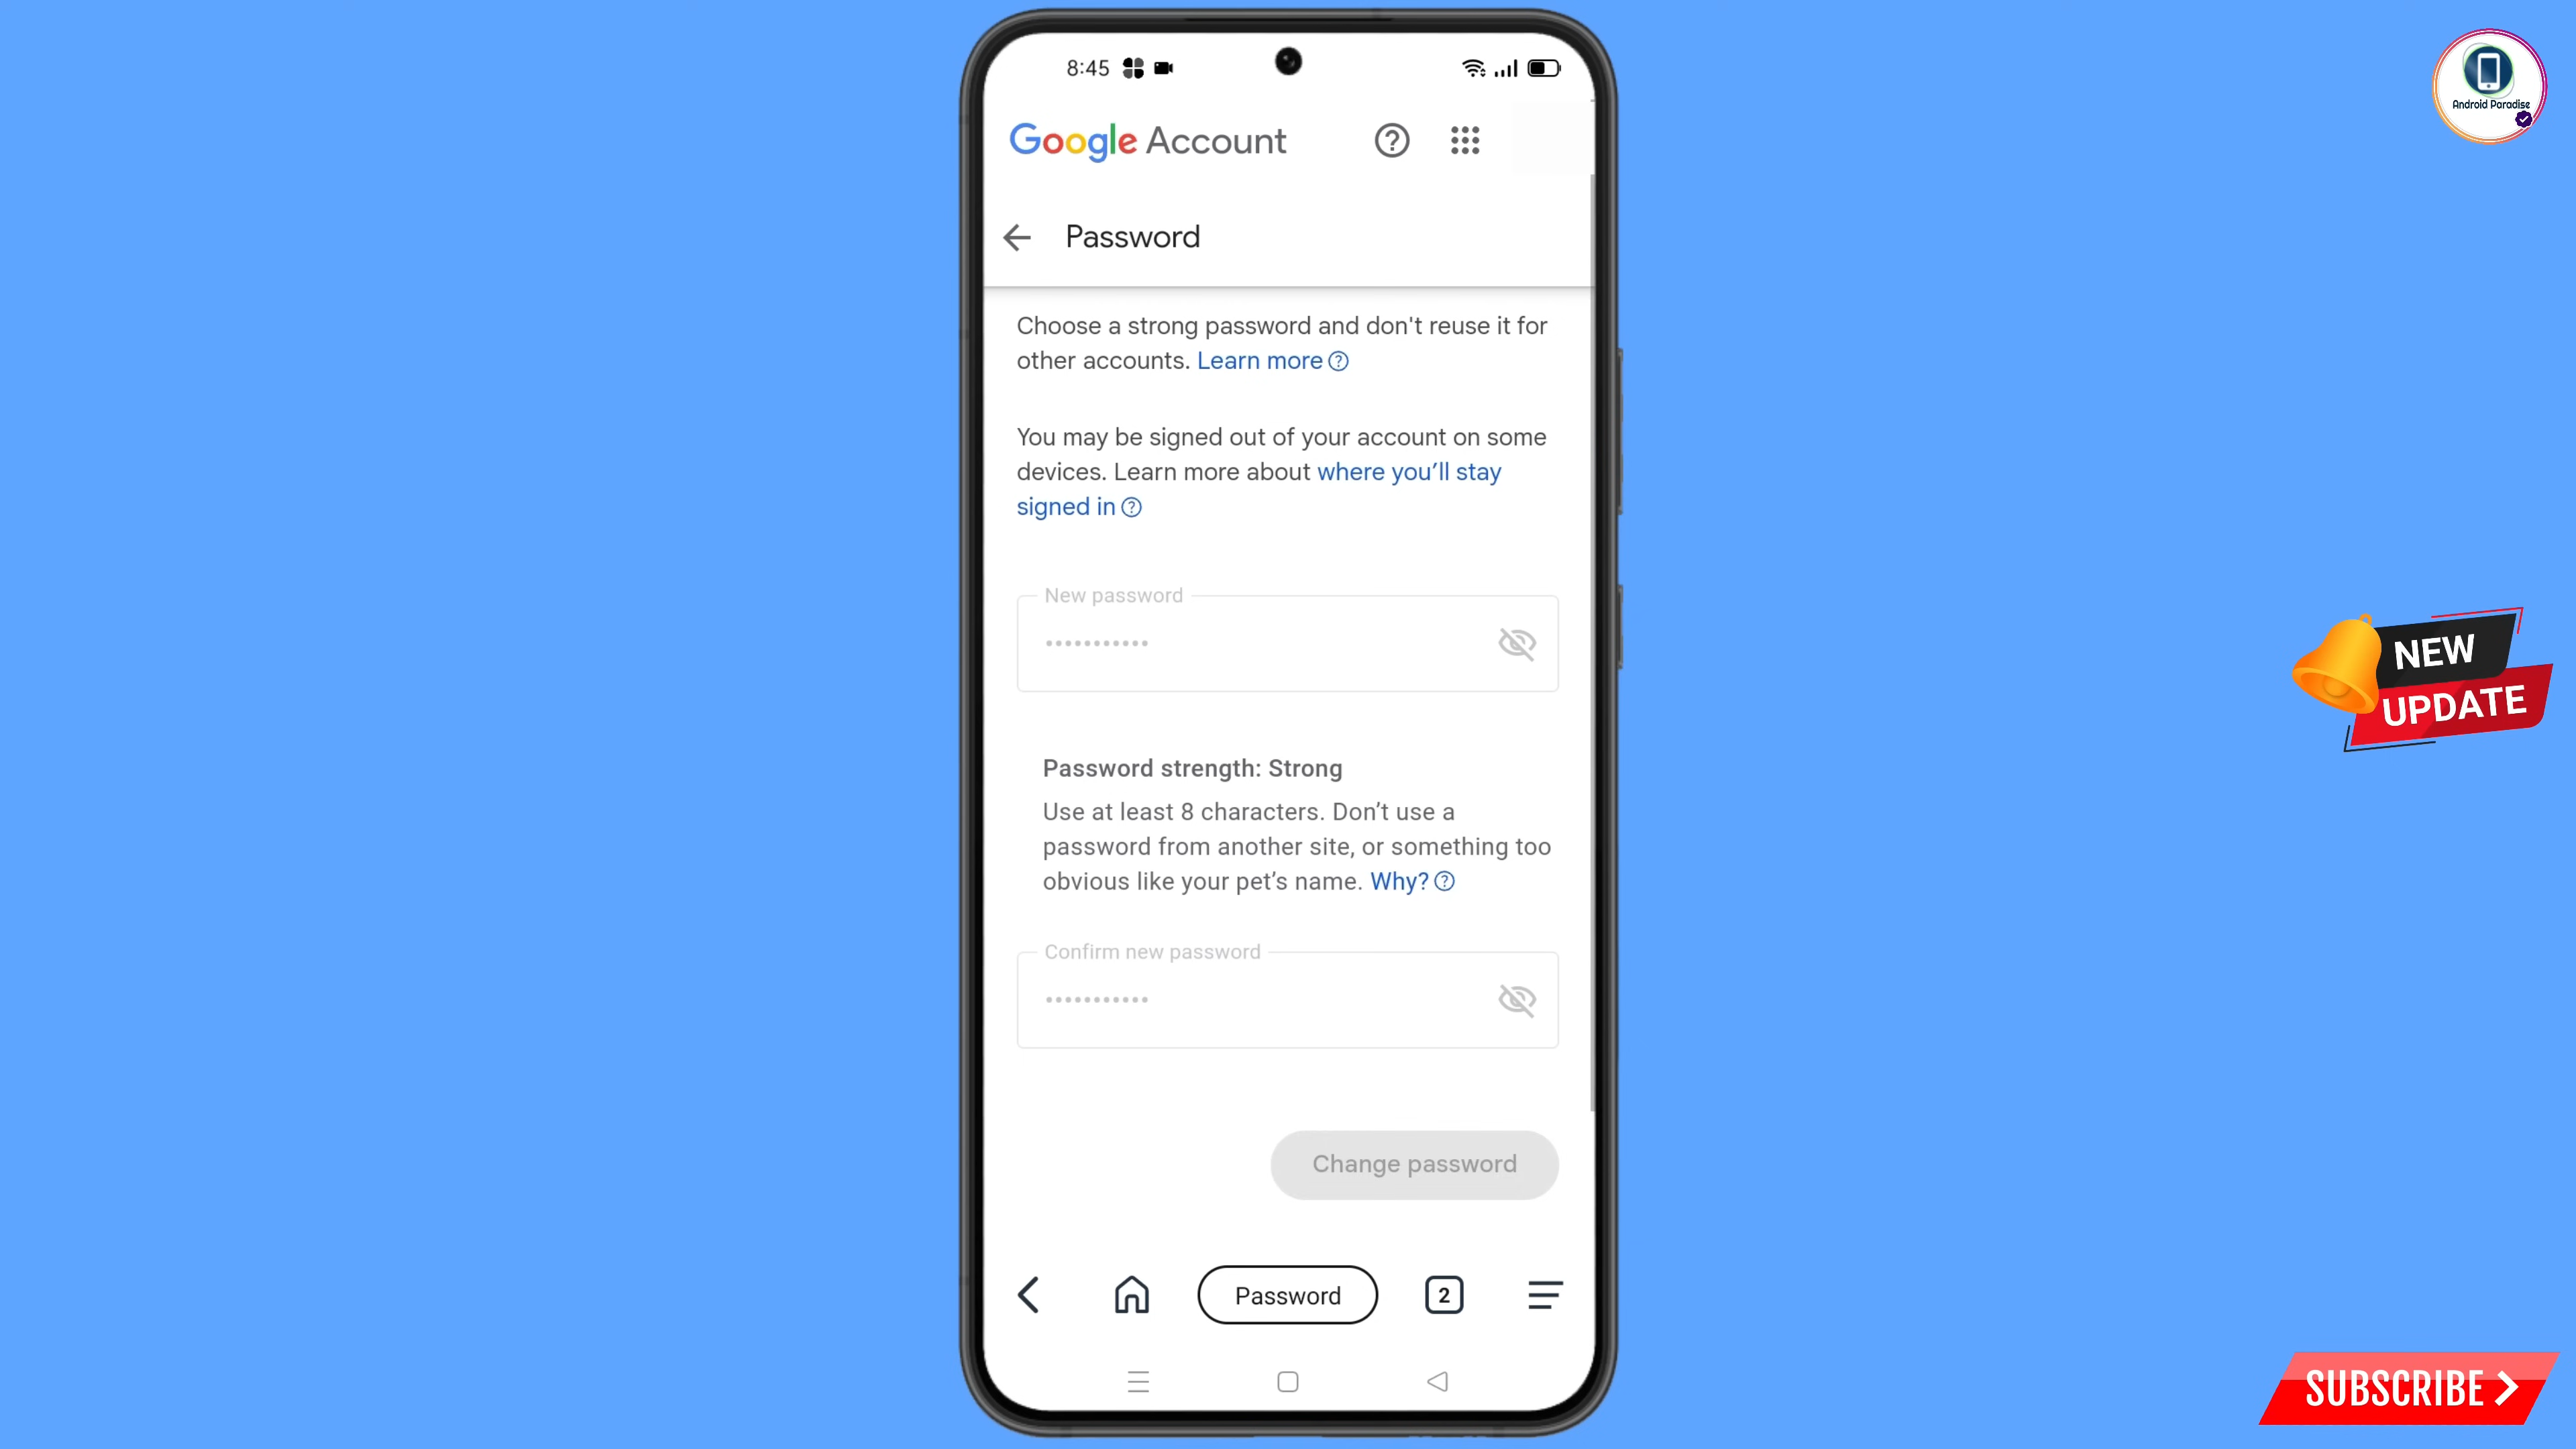 8:45
Android Paradise
Google Account
Password
Choose a strong password and don't reuse it for
other accounts. Learn more
You may be signed out of your account on some
devices. Learn more about where you’ll stay
signed in
New password
•••••••••••
NEW
UPDATE
Password strength: Strong
Use at least 8 characters. Don’t use a
password from another site, or something too
obvious like your pet’s name. Why?
Confirm new password
•••••••••••
Change password
Password
2
SUBSCRIBE